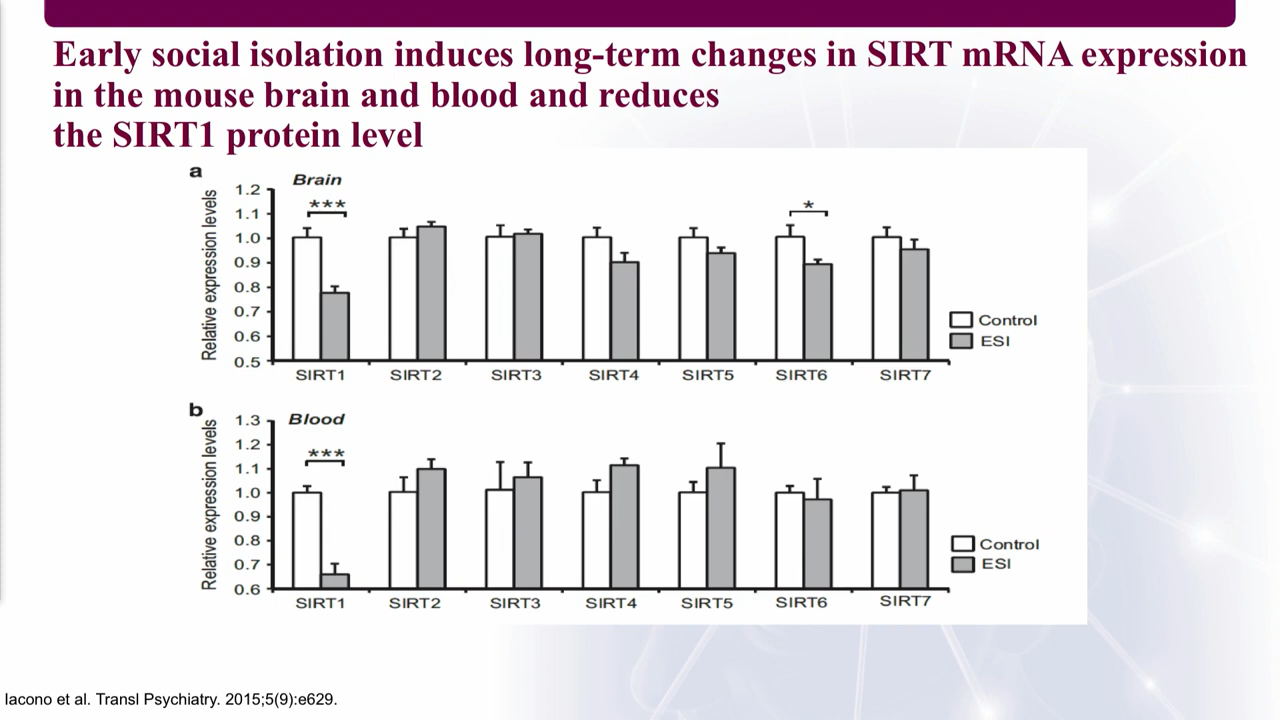 Early social isolation induces long-term changes in SIRT mRNA expression
in the mouse brain and blood and reduces
the SIRT1 protein level
a
Brain
Relative expression levels
1.2
1.1
1.0
0.9
0.8
0.7
0.6
0.5
***
*
SIRT1 SIRT2 SIRT3 SIRT4 SIRT5 SIRT6 SIRT7
Control
ESI
b
Blood
Relative expression levels
1.3
1.2
1.1
1.0
0.9
0.8
0.7
0.6
***
SIRT1 SIRT2 SIRT3 SIRT4 SIRT5 SIRT6 SIRT7
Control
ESI
Iacono et al. Transl Psychiatry. 2015;5(9):e629.